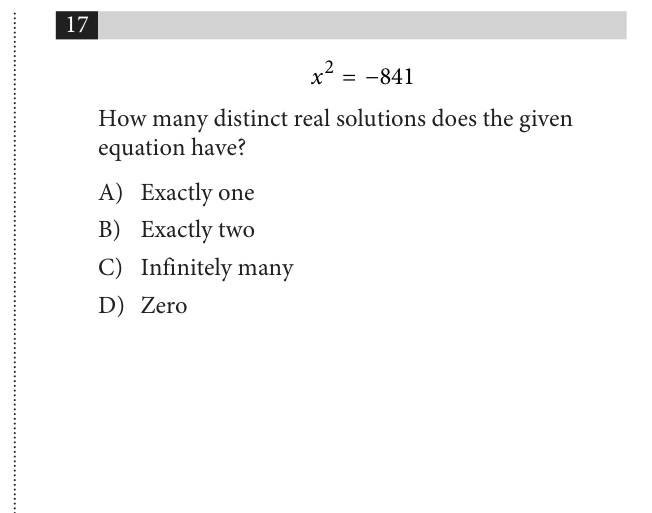 17
x² = −841
How many distinct real solutions does the given
equation have?
A) Exactly one
B) Exactly two
C) Infinitely many
D) Zero